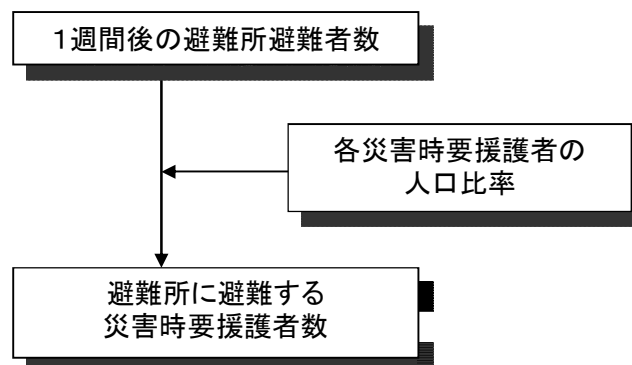 １週間後の避難所避難者数
各災害時要援護者の
人口比率
避難所に避難する
災害時要援護者数